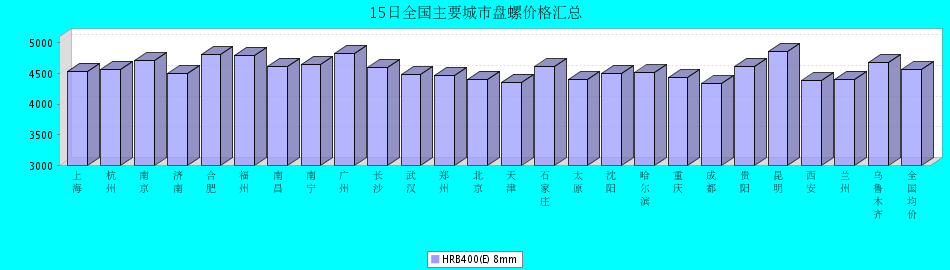 15日全国主要城市盘螺价格汇总
5000
4500
4000
3500
3000
上海
杭州
南京
济南
合肥
福州
南昌
南宁
广州
长沙
武汉
郑州
北京
天津
石家庄
太原
沈阳
哈尔滨
重庆
成都
贵阳
昆明
西安
兰州
乌鲁木齐
全国均价
HRB400(E) 8mm